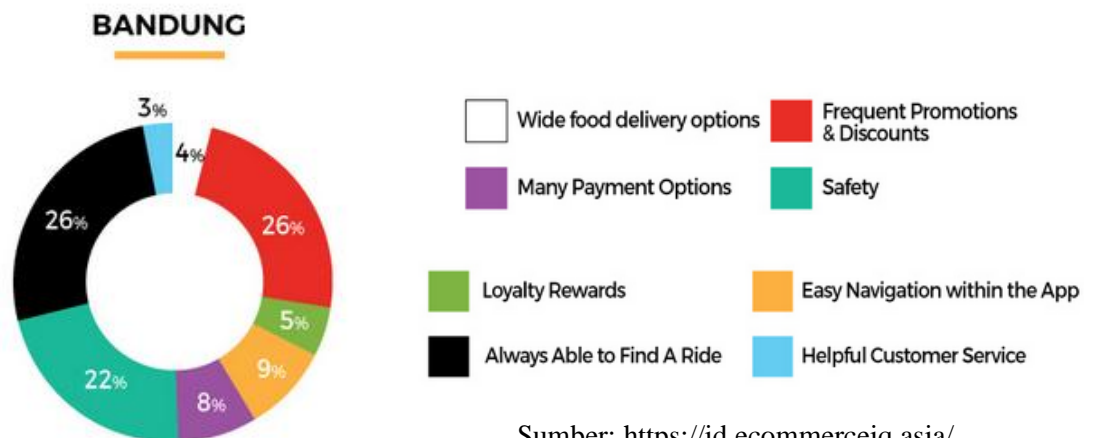 BANDUNG
3%
4%
26%
26%
5%
9%
8%
22%
Wide food delivery options
Frequent Promotions
& Discounts
Many Payment Options
Safety
Loyalty Rewards
Easy Navigation within the App
Always Able to Find A Ride
Helpful Customer Service
Sumber: https://id.ecommerceiq.asia/